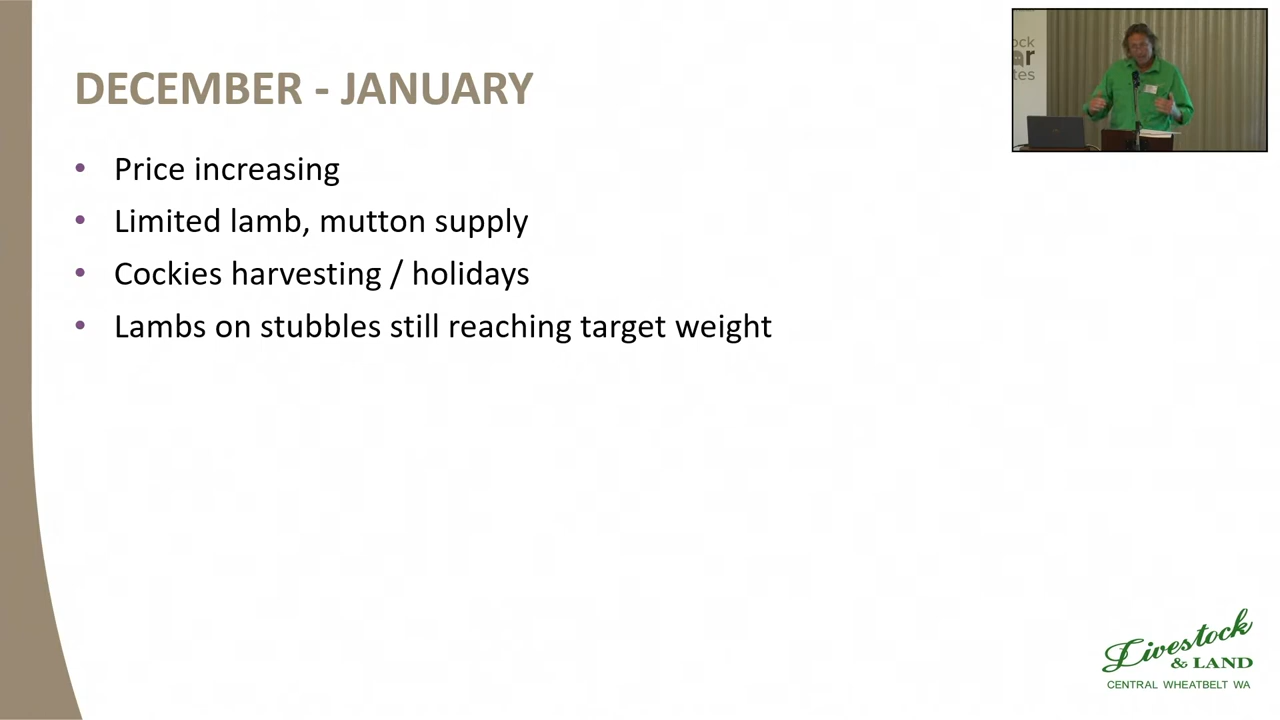 DECEMBER - JANUARY
• Price increasing
• Limited lamb, mutton supply
• Cockies harvesting / holidays
• Lambs on stubbles still reaching target weight
Livestock
& LAND
CENTRAL WHEATBELT WA